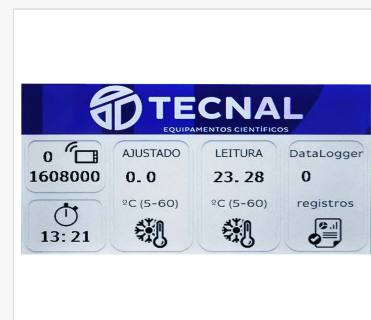 TECNAL
EQUIPAMENTOS CIENTÍFICOS
0
1608000
13:21
AJUSTADO
0.0
ºC (5-60)
LEITURA
23.28
ºC (5-60)
DataLogger
0
registros